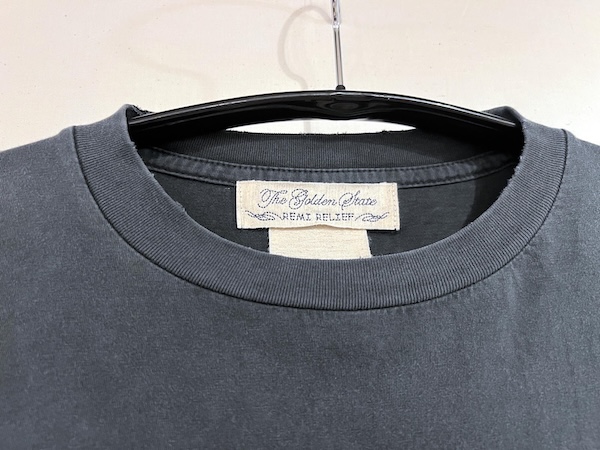 The Golden State
REMI RELIEF